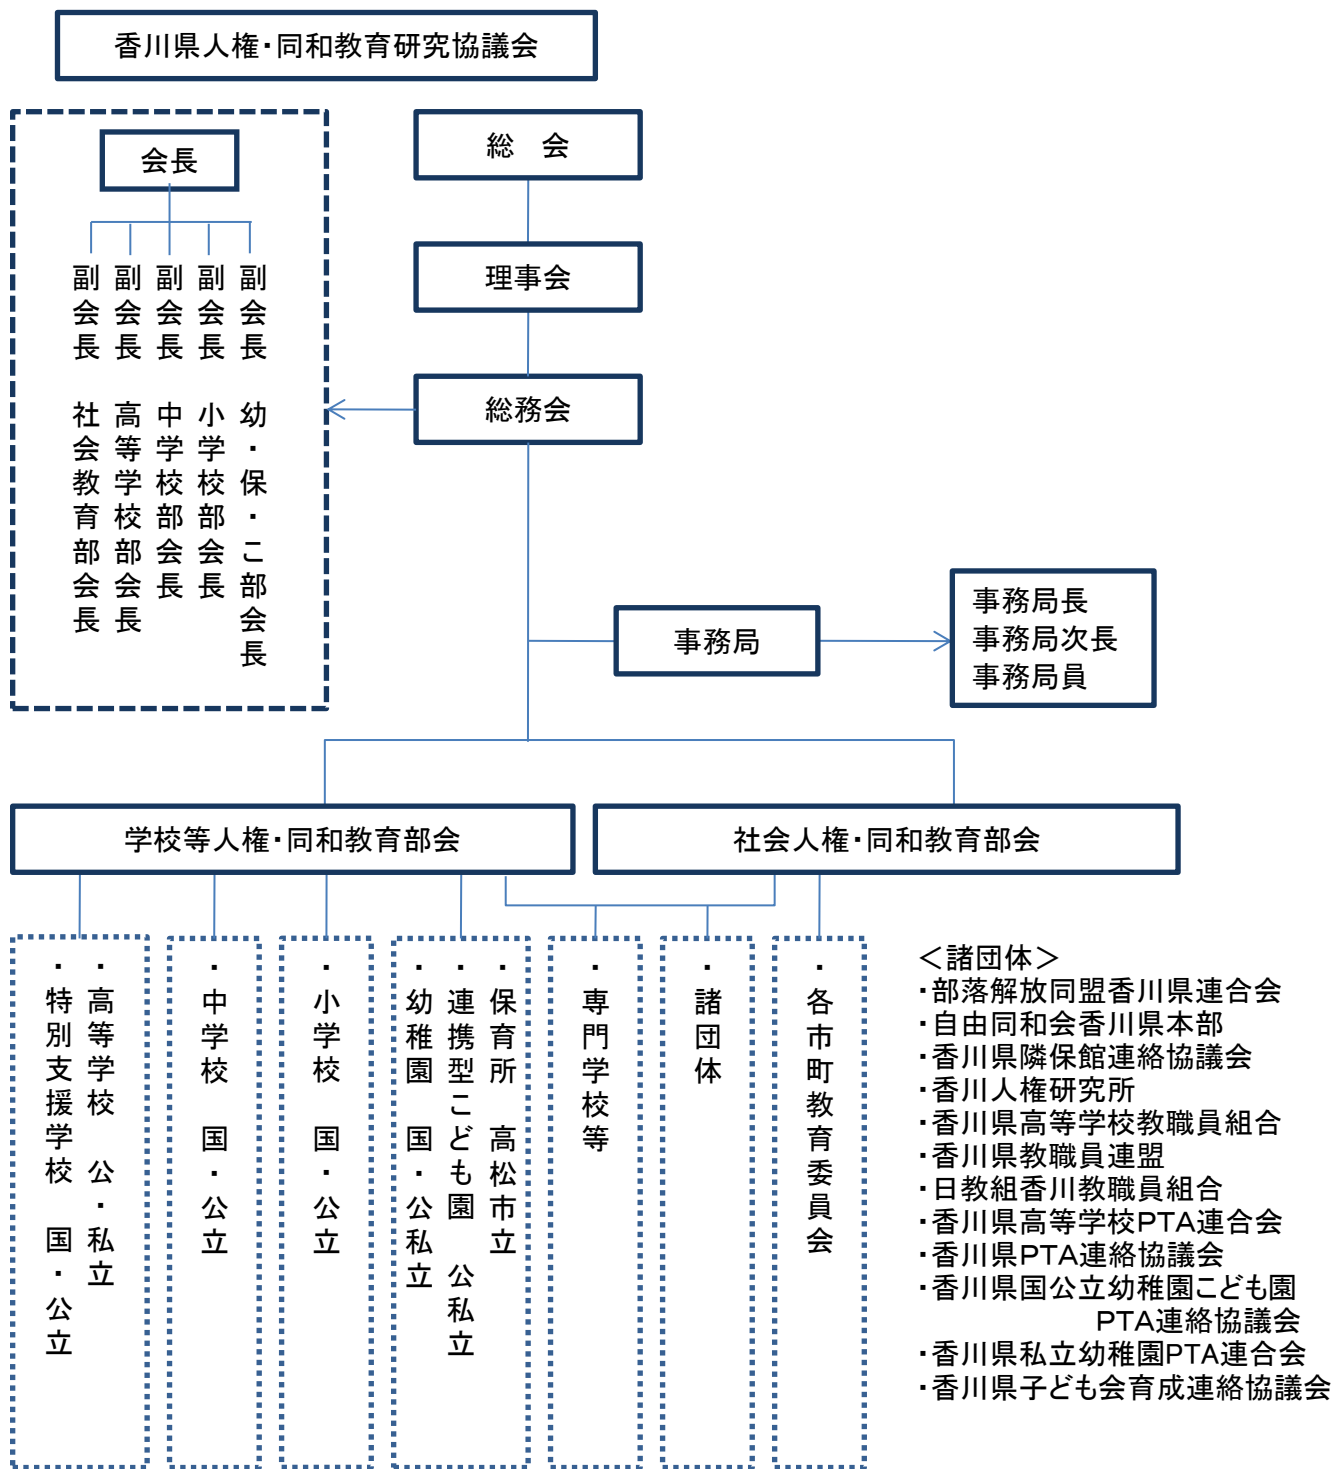 香川県人権・同和教育研究協議会
会長
副会長　幼・保・こ部会長
副会長　小学校部会長
副会長　中学校部会長
副会長　高等学校部会長
副会長　社会教育部会長
総　会
理事会
総務会
事務局
事務局長
事務局次長
事務局員
学校等人権・同和教育部会
社会人権・同和教育部会
・高等学校　公・私立
・特別支援学校　国・公立
・中学校　国・公立
・小学校　国・公立
・保育所　高松市立
・連携型こども園　公私立
・幼稚園　国・公私立
・専門学校等
・諸団体
・各市町教育委員会
＜諸団体＞
・部落解放同盟香川県連合会
・自由同和会香川県本部
・香川県隣保館連絡協議会
・香川人権研究所
・香川県高等学校教職員組合
・香川県教職員連盟
・日教組香川教職員組合
・香川県高等学校PTA連合会
・香川県PTA連絡協議会
・香川県国公立幼稚園こども園
PTA連絡協議会
・香川県私立幼稚園PTA連合会
・香川県子ども会育成連絡協議会